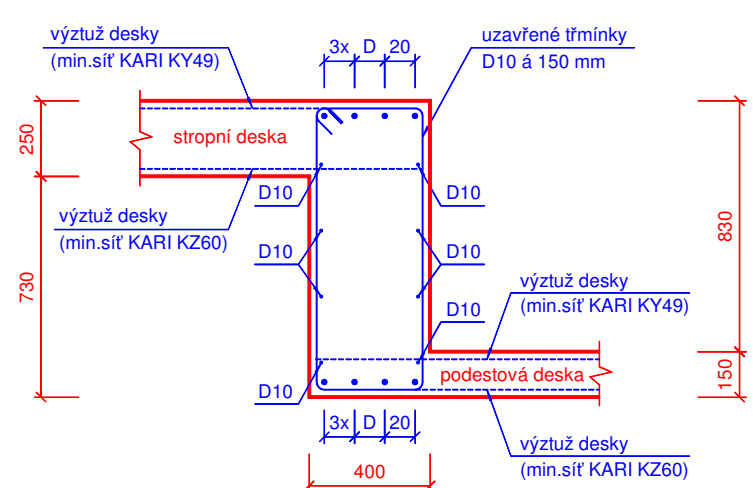 výztuž desky
(min.síť KARI KY49)
3x D 20
uzavřené třmínky
D10 á 150 mm
250
stropní deska
D10
D10
výztuž desky
(min.síť KARI KZ60)
D10
D10
830
730
výztuž desky
(min.síť KARI KY49)
D10
podestová deska
150
D10
3x D 20
výztuž desky
(min.síť KARI KZ60)
400